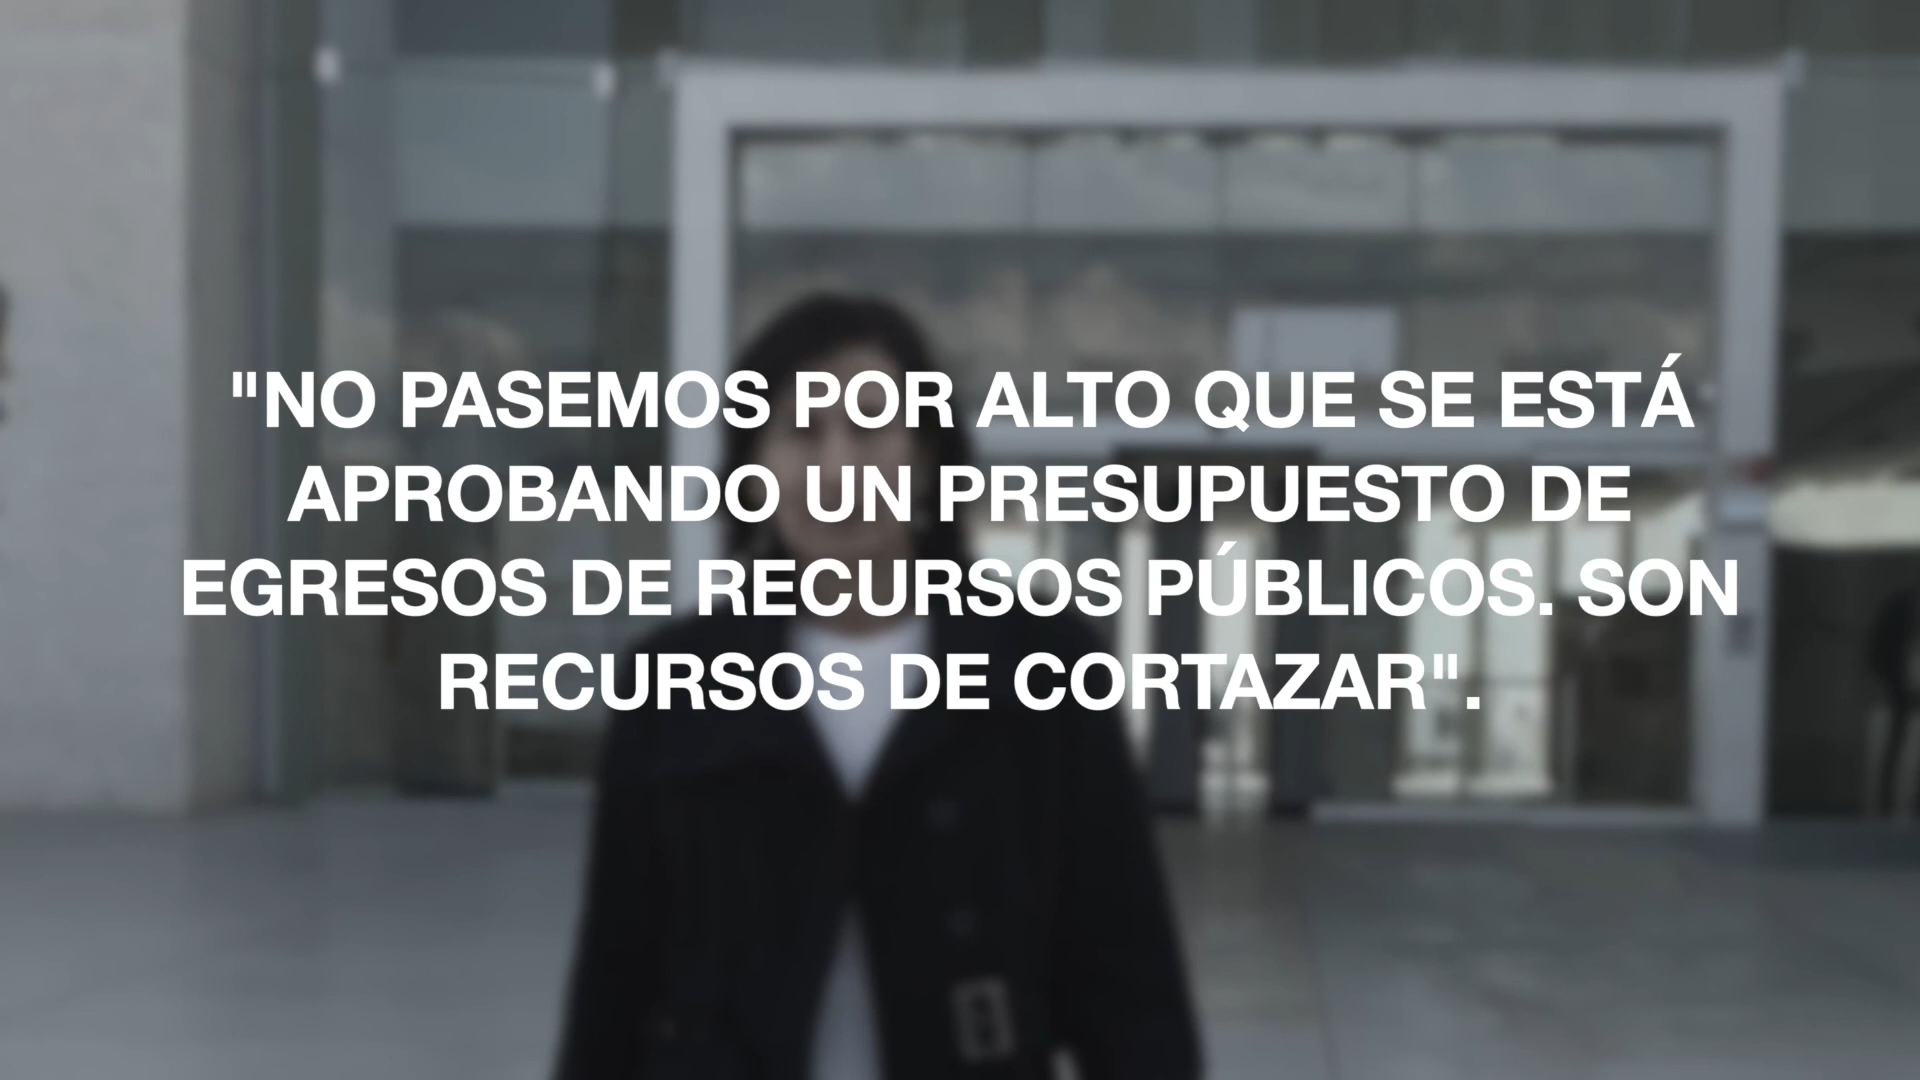 "NO PASEMOS POR ALTO QUE SE ESTÁ
APROBANDO UN PRESUPUESTO DE
EGRESOS DE RECURSOS PÚBLICOS. SON
RECURSOS DE CORTAZAR".